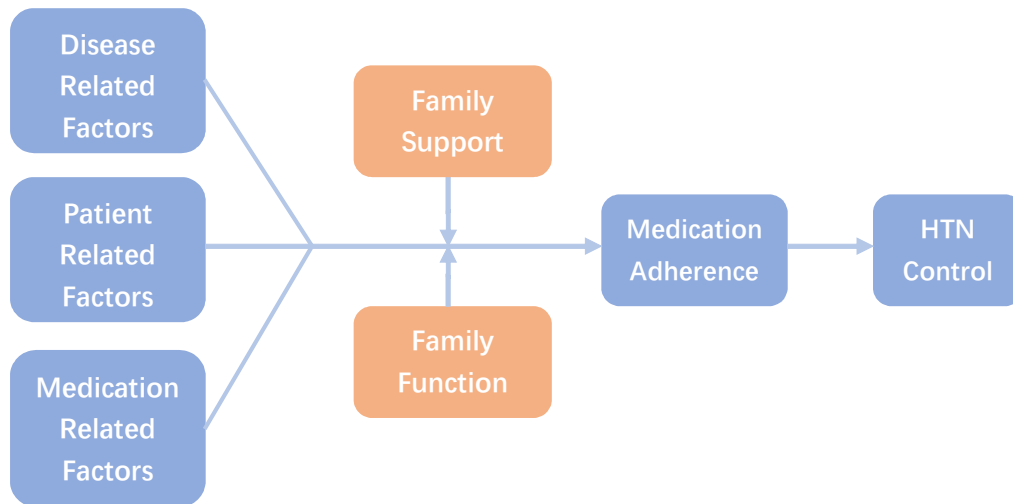 Disease
Related
Factors
Patient
Related
Factors
Medication
Related
Factors
Family
Support
Family
Function
Medication
Adherence
HTN
Control